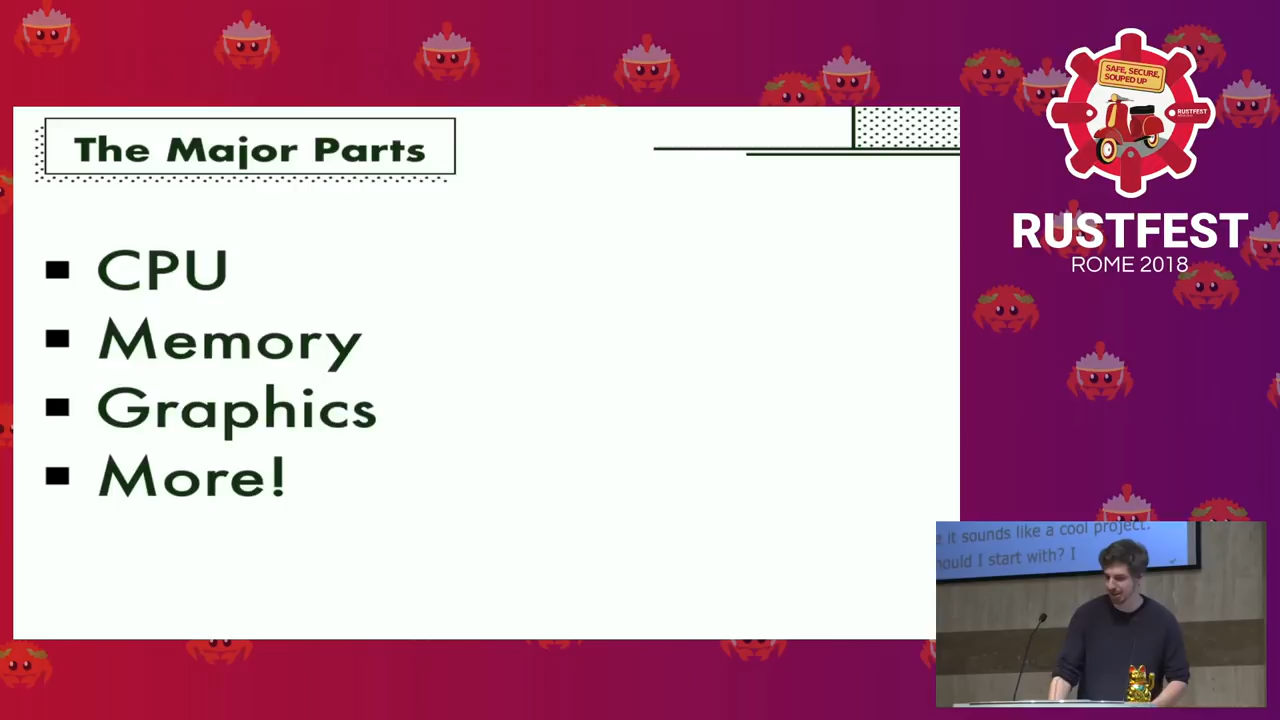 The Major Parts
CPU
Memory
Graphics
More!
SAFE, SECURE,
SOUPED UP
RUSTFEST
RUSTFEST
ROME 2018
e it sounds like a cool project.
ould I start with? I